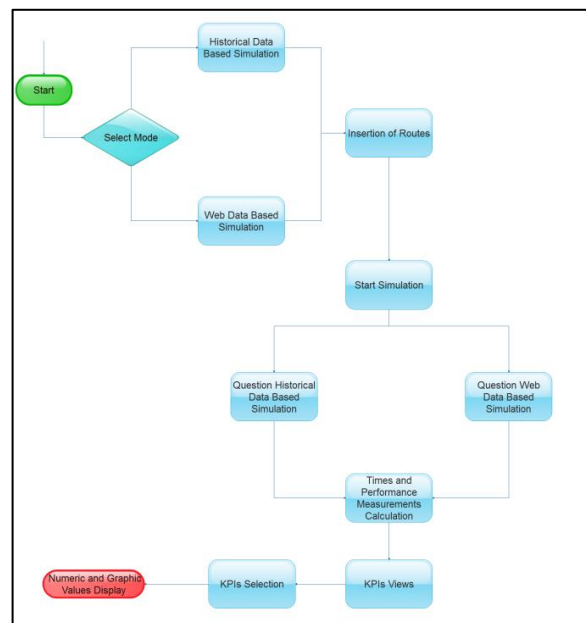 Historical Data
Based Simulation
Start
Select Mode
Insertion of Routes
Web Data Based
Simulation
Start Simulation
Question Historical
Data Based
Simulation
Question Web
Data Based
Simulation
Times and
Performance
Measurements
Calculation
Numeric and Graphic
Values Display
KPIs Selection
KPIs Views